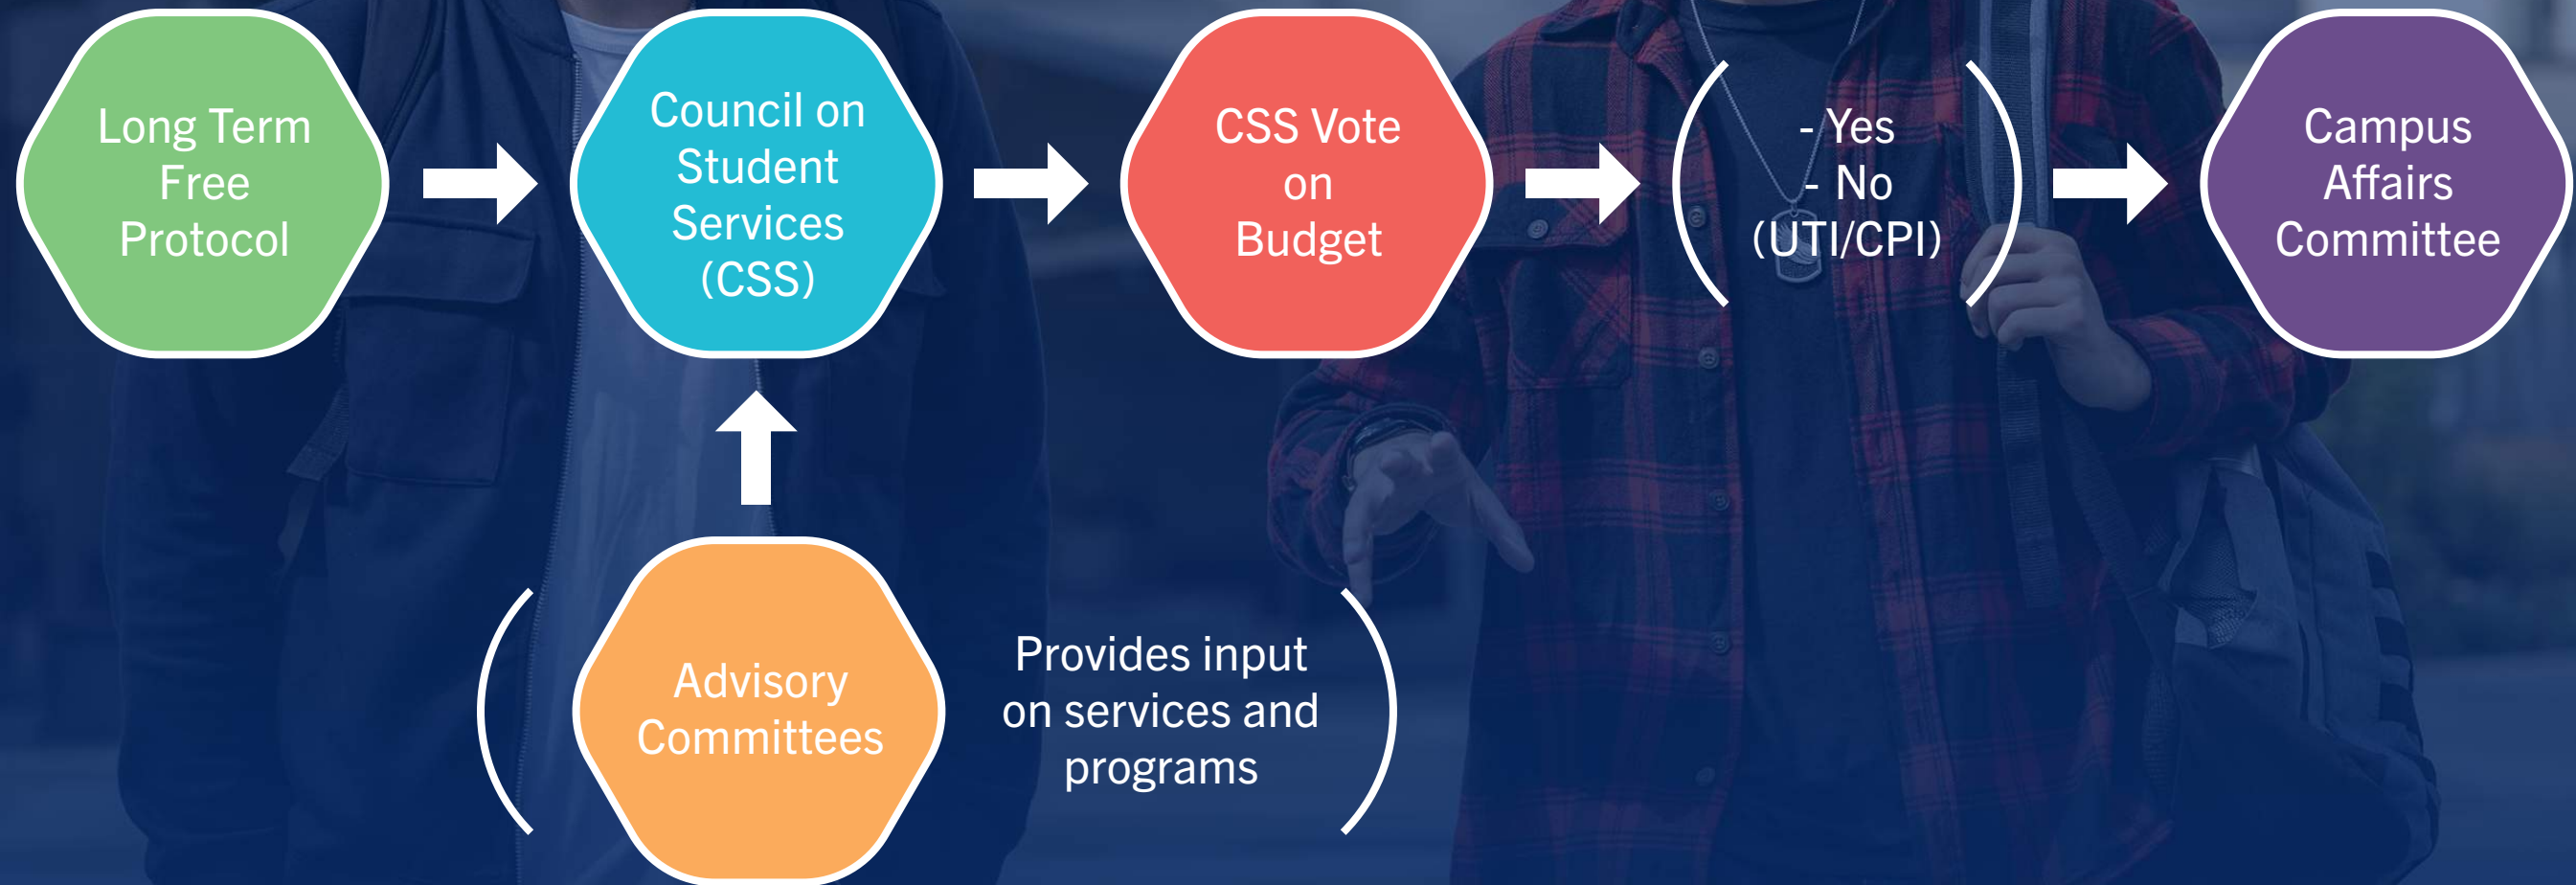 Long Term
Free
Protocol
Council on
Student
Services
(CSS)
CSS Vote
on
Budget
- Yes
- No
(UTI/CPI)
Campus
Affairs
Committee
Advisory
Committees
Provides input
on services and
programs